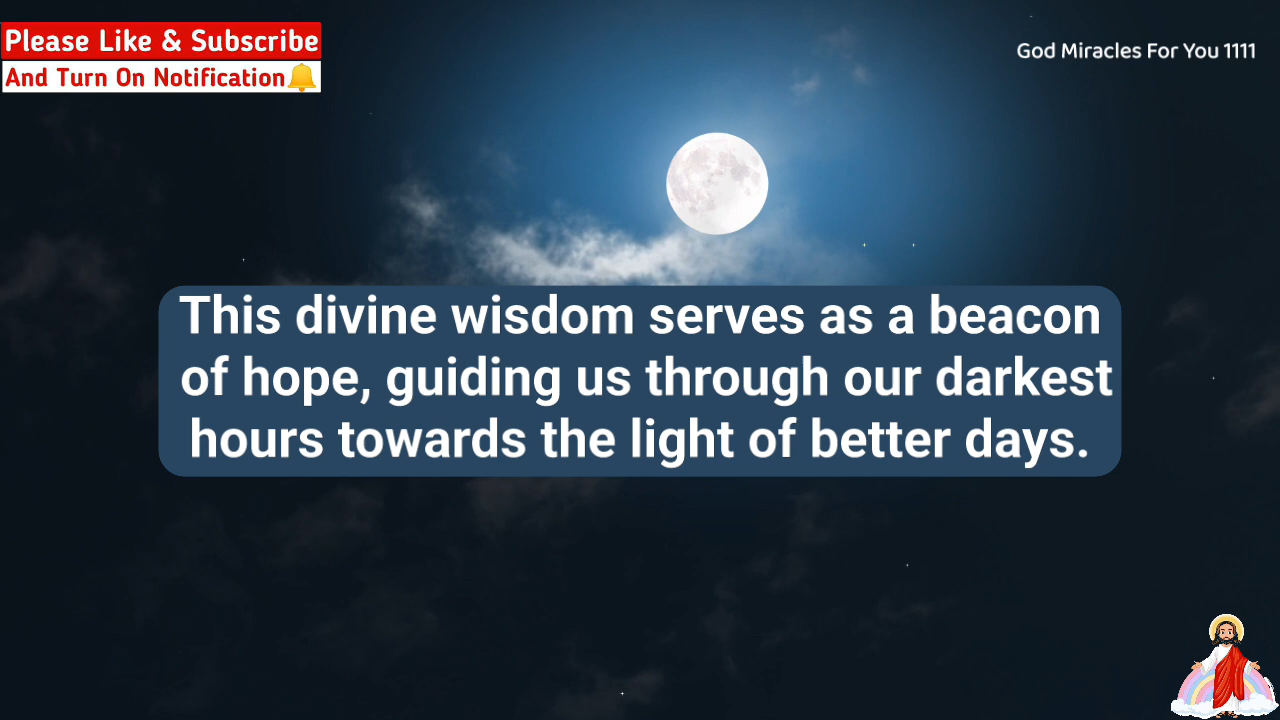 Please Like & Subscribe
And Turn On Notification🔔
God Miracles For You 1111
This divine wisdom serves as a beacon
of hope, guiding us through our darkest
hours towards the light of better days.